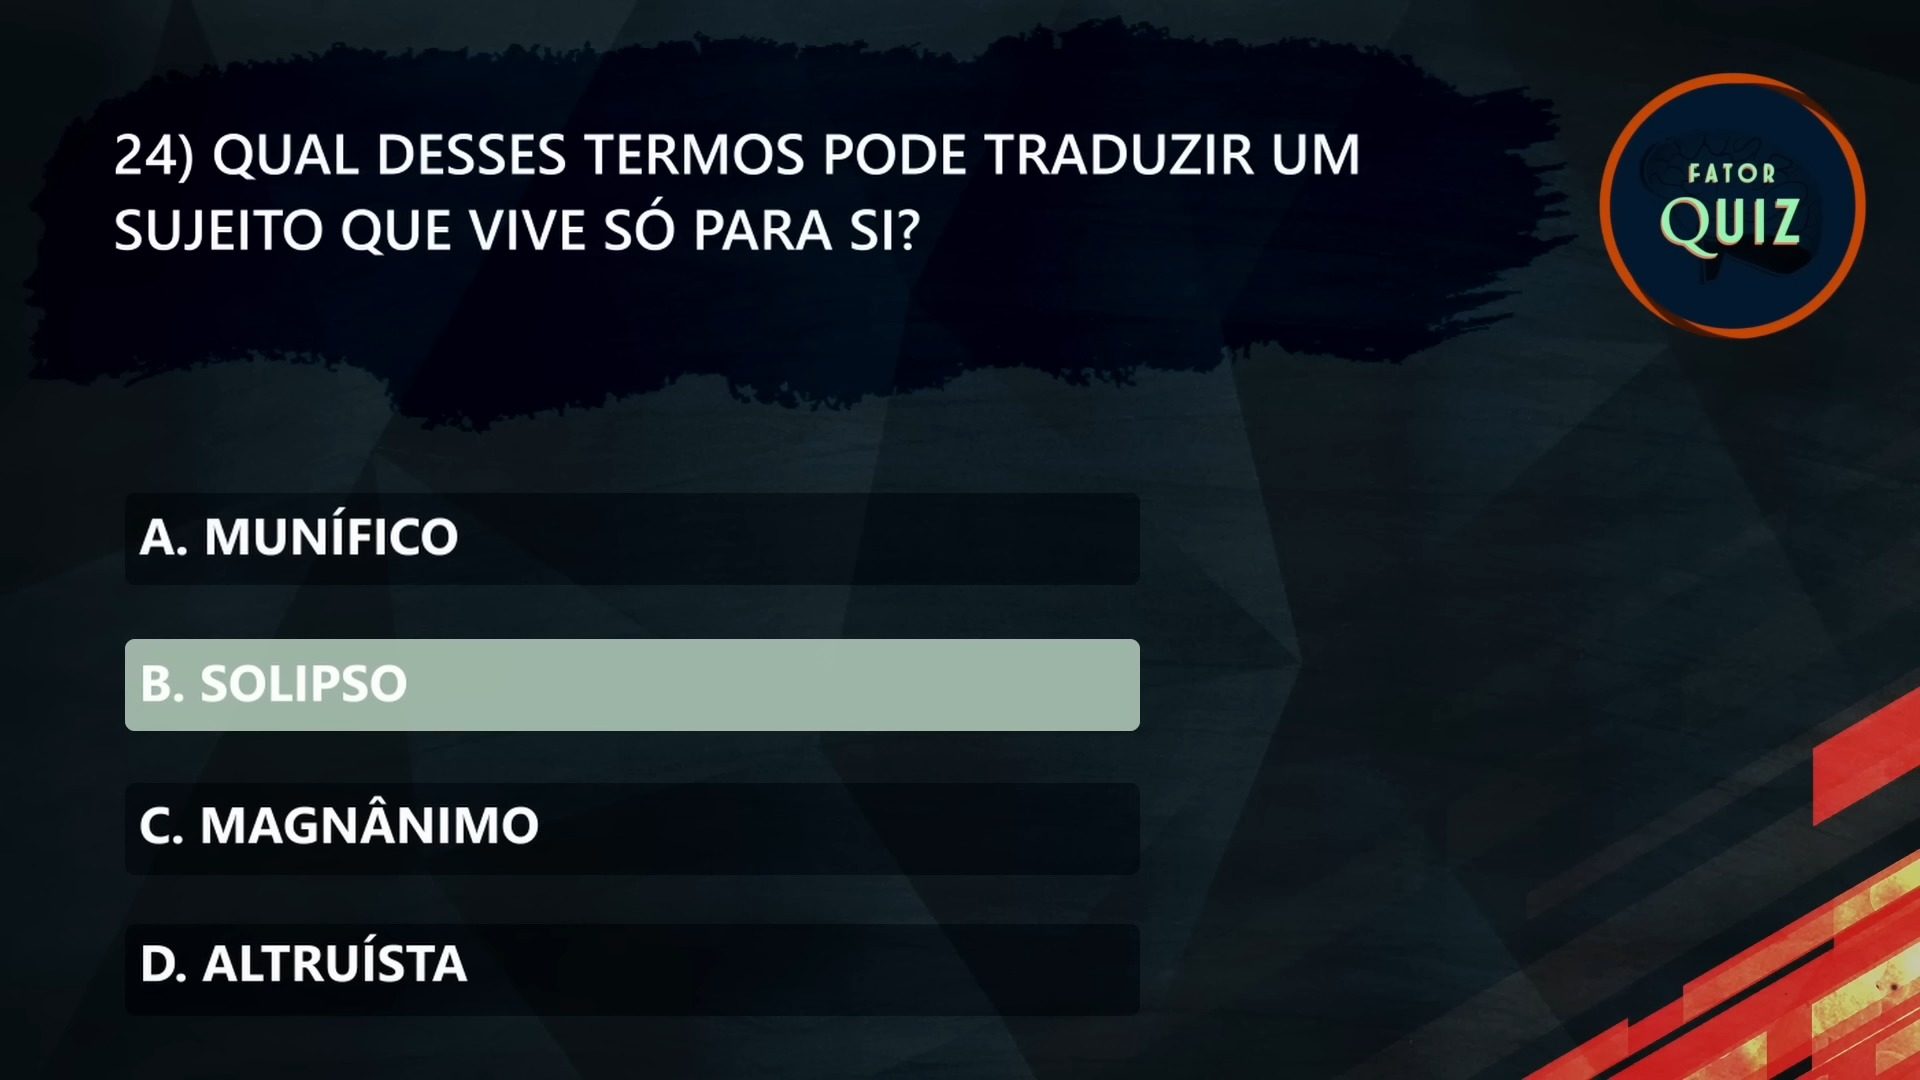 24) QUAL DESSES TERMOS PODE TRADUZIR UM
SUJEITO QUE VIVE SÓ PARA SI?
FATOR
QUIZ
A. MUNÍFICO
B. SOLIPSO
C. MAGNÂNIMO
D. ALTRUÍSTA